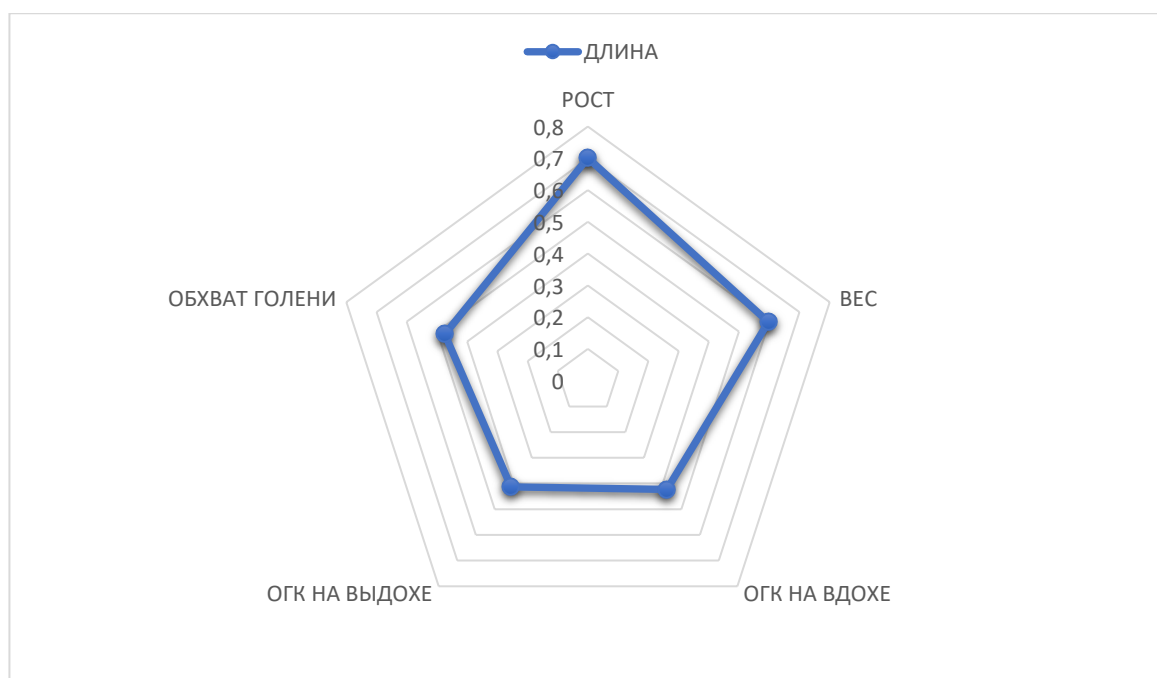 ДЛИНА
РОСТ
0,8
0,7
0,6
0,5
0,4
0,3
0,2
0,1
0
ВЕС
ОБХВАТ ГОЛЕНИ
ОГК НА ВЫДОХЕ
ОГК НА ВДОХЕ